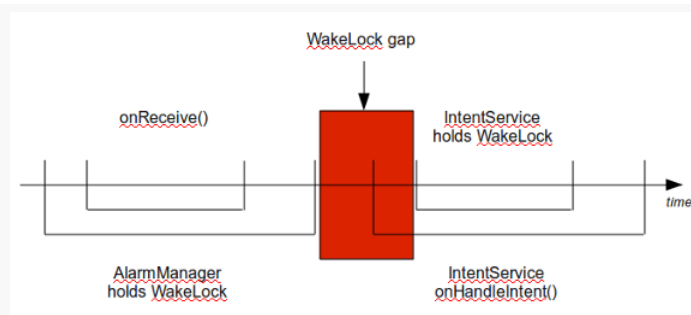 WakeLock gap
onReceive()
IntentService
holds WakeLock
time
AlarmManager
holds WakeLock
IntentService
onHandleIntent()